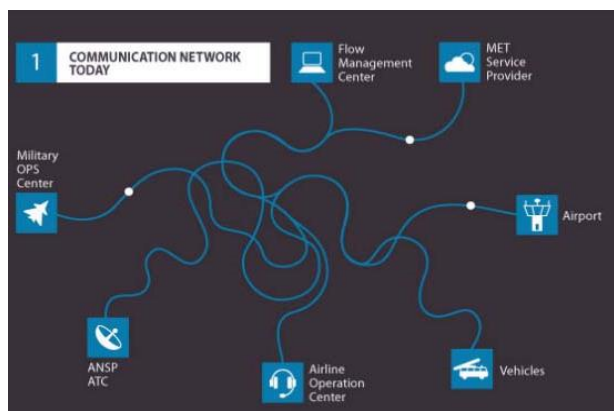 1
COMMUNICATION NETWORK
TODAY
Flow
Management
Center
MET
Service
Provider
Military
OPS
Center
Airport
ANSP
ATC
Airline
Operation
Center
Vehicles